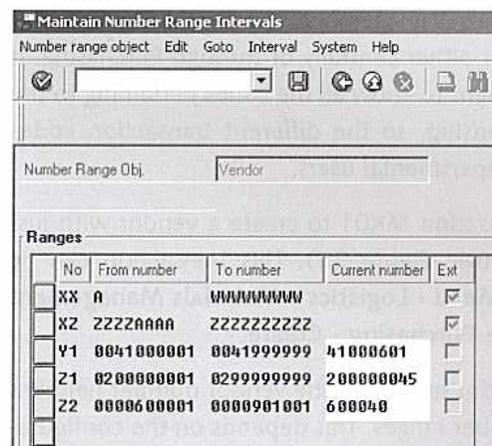 Maintain Number Range Intervals
Number range object Edit Goto Interval System Help
Number Range Obj. Vendor
Ranges
No From number To number Current number Ext
XX A WWWWWWWWW
XZ ZZZZAAAA ZZZZZZZZZZ
Y1 0041000001 0041999999 41000601
Z1 0200000001 0299999999 200000045
Z2 0000600001 0000901001 600040